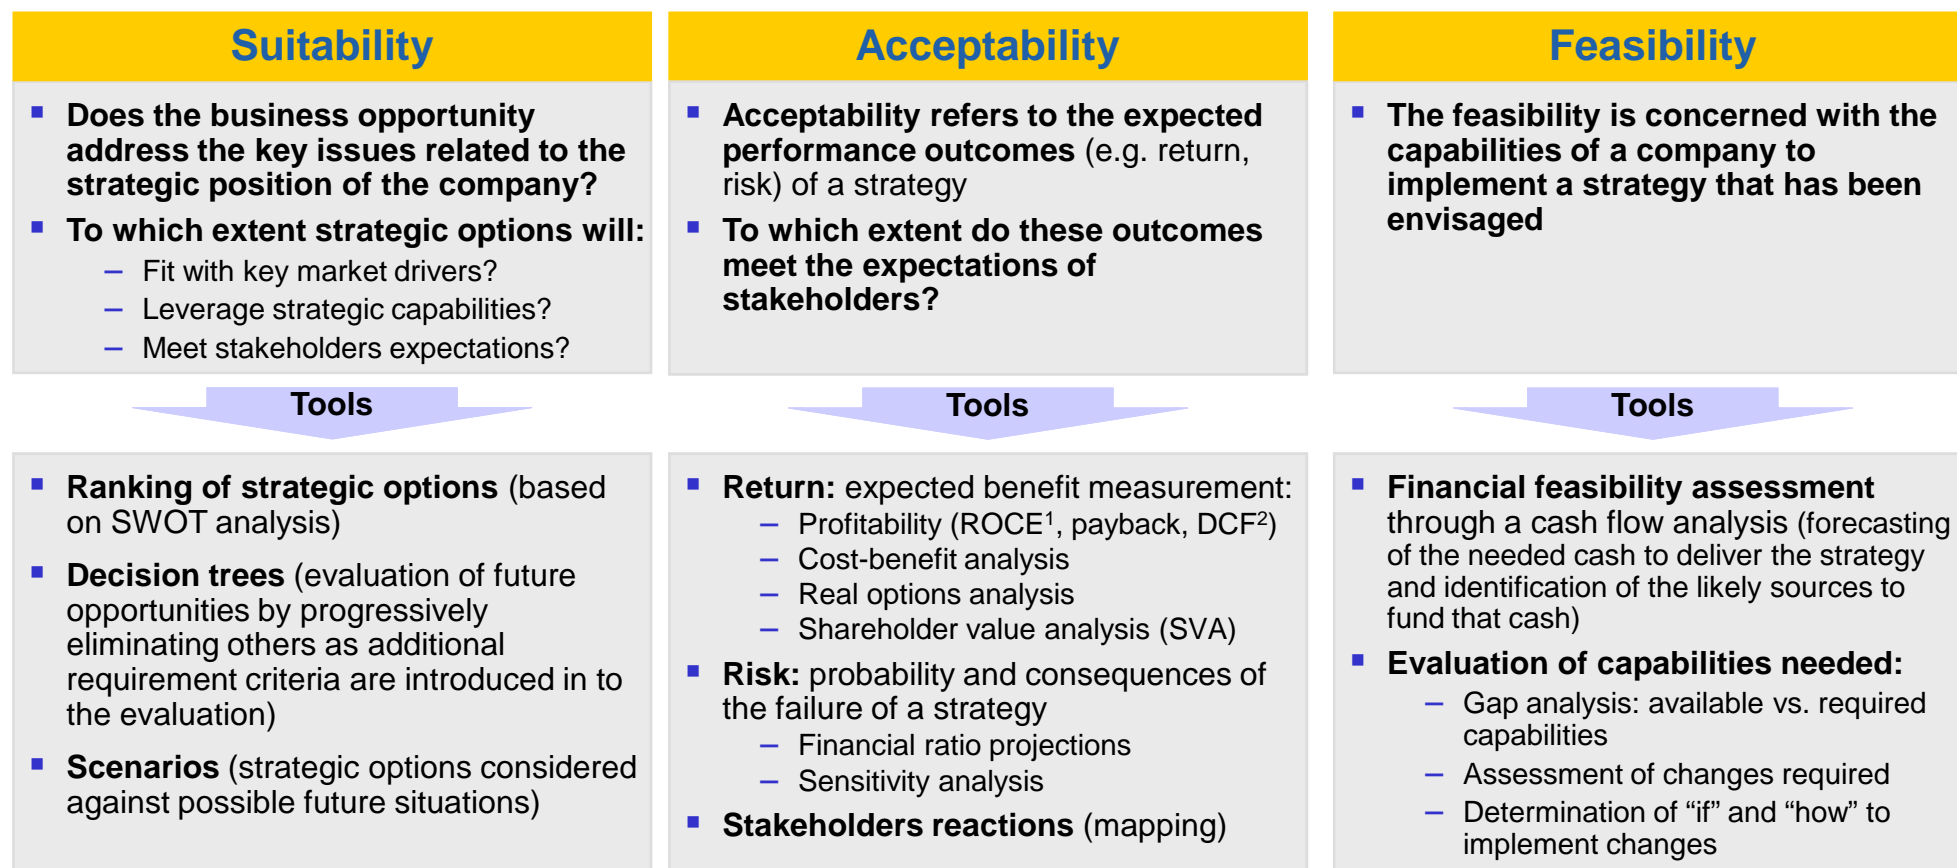 Suitability
Does the business opportunity
address the key issues related to the
strategic position of the company?
To which extent strategic options will:
– Fit with key market drivers?
– Leverage strategic capabilities?
– Meet stakeholders expectations?
Tools
Ranking of strategic options (based
on SWOT analysis)
Decision trees (evaluation of future
opportunities by progressively
eliminating others as additional
requirement criteria are introduced in to
the evaluation)
Scenarios (strategic options considered
against possible future situations)
Acceptability
Acceptability refers to the expected
performance outcomes (e.g. return,
risk) of a strategy
To which extent do these outcomes
meet the expectations of
stakeholders?
Tools
Return: expected benefit measurement:
– Profitability (ROCE¹, payback, DCF²)
– Cost-benefit analysis
– Real options analysis
– Shareholder value analysis (SVA)
Risk: probability and consequences of
the failure of a strategy
– Financial ratio projections
– Sensitivity analysis
Stakeholders reactions (mapping)
Feasibility
The feasibility is concerned with the
capabilities of a company to
implement a strategy that has been
envisaged
Tools
Financial feasibility assessment
through a cash flow analysis (forecasting
of the needed cash to deliver the strategy
and identification of the likely sources to
fund that cash)
Evaluation of capabilities needed:
– Gap analysis: available vs. required
capabilities
– Assessment of changes required
– Determination of “if” and “how” to
implement changes